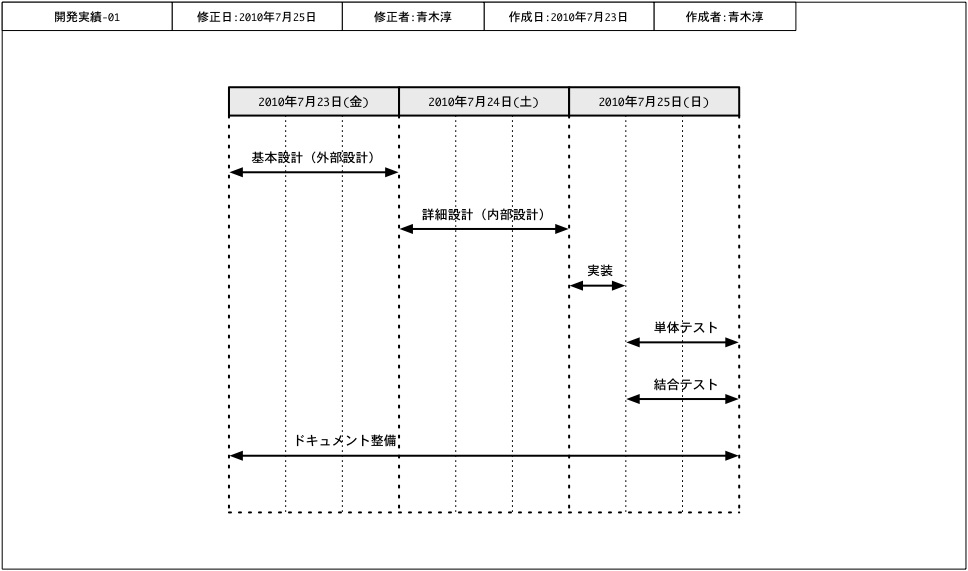 開発実績-01
修正日:2010年7月25日
修正者:青木淳
作成日:2010年7月23日
作成者:青木淳
2010年7月23日(金)
2010年7月24日(土)
2010年7月25日(日)
基本設計（外部設計）
詳細設計（内部設計）
実装
単体テスト
結合テスト
ドキュメント整備